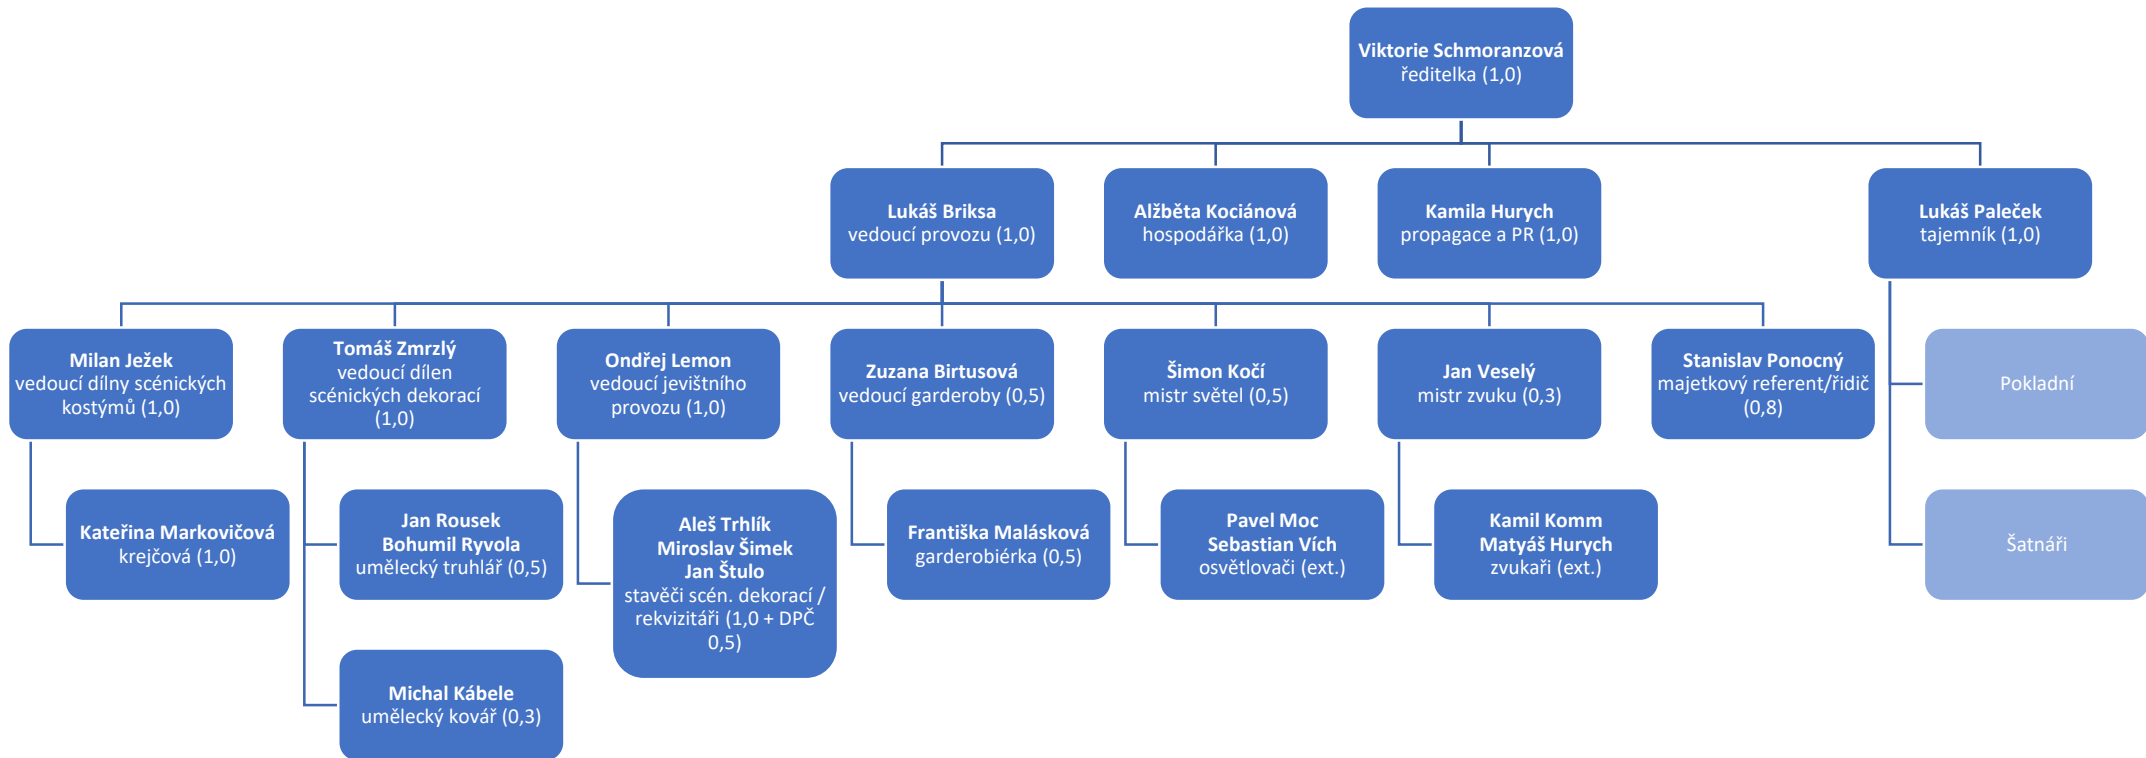 Viktorie Schmoranzová
ředitelka (1,0)
Lukáš Briksa
vedoucí provozu (1,0)
Alžběta Kociánová
hospodářka (1,0)
Kamila Hurych
propagace a PR (1,0)
Lukáš Paleček
tajemník (1,0)
Milan Ježek
vedoucí dílny scénických
kostýmů (1,0)
Tomáš Zmrzlý
vedoucí dílen
scénických dekorací
(1,0)
Ondřej Lemon
vedoucí jevištního
provozu (1,0)
Zuzana Birtusová
vedoucí garderoby (0,5)
Šimon Kočí
mistr světel (0,5)
Jan Veselý
mistr zvuku (0,3)
Stanislav Ponocný
majetkový referent/řidič
(0,8)
Pokladní
Kateřina Markovičová
krejčová (1,0)
Jan Rousek
Bohumil Ryvola
umělecký truhlář (0,5)
Aleš Trhlík
Miroslav Šimek
Jan Štulo
stavěči scén. dekorací /
rekvizitáři (1,0 + DPČ
0,5)
Františka Malásková
garderobiérka (0,5)
Pavel Moc
Sebastian Vích
osvětlovači (ext.)
Kamil Komm
Matyáš Hurych
zvukaři (ext.)
Šatnáři
Michal Kábele
umělecký kovář (0,3)